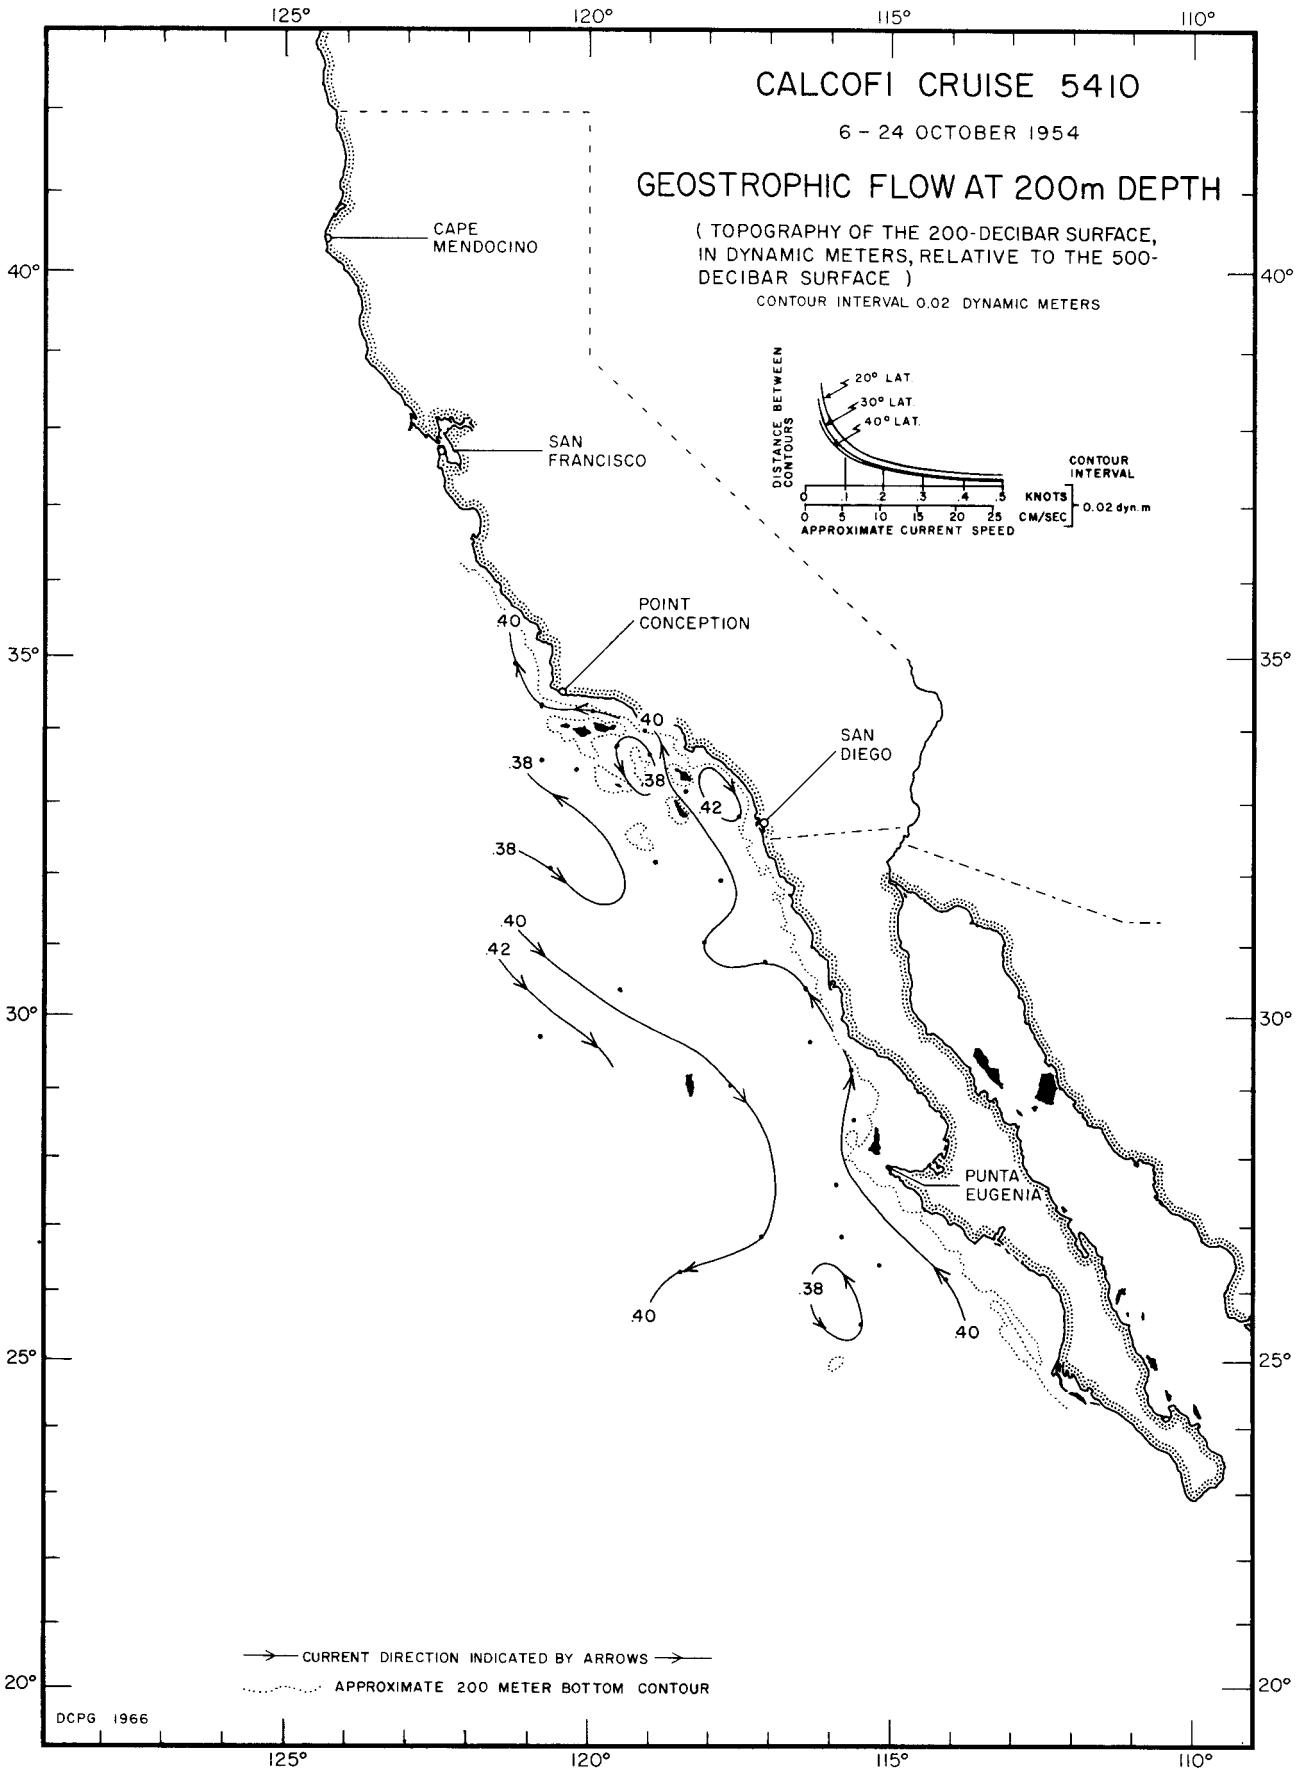 125°
120°
115°
110°
CALCOFI CRUISE 5410
6-24 OCTOBER 1954
GEOSTROPHIC FLOW AT 200m DEPTH
( TOPOGRAPHY OF THE 200-DECIBAR SURFACE,
IN DYNAMIC METERS, RELATIVE TO THE 500-
DECIBAR SURFACE )
CONTOUR INTERVAL 0.02 DYNAMIC METERS
CAPE
MENDOCINO
40°
40°
DISTANCE BETWEEN
CONTOURS
20° LAT.
30° LAT.
40° LAT.
SAN
FRANCISCO
CONTOUR
INTERVAL
0 .1 .2 .3 .4 .5 KNOTS
0.02 dyn.m
0 5 10 15 20 25 CM/SEC
APPROXIMATE CURRENT SPEED
POINT
CONCEPTION
.40
35°
35°
.40
SAN
DIEGO
.38
.38
.42
.38
.40
.42
30°
30°
PUNTA
EUGENIA
.38
.40
.40
25°
25°
CURRENT DIRECTION INDICATED BY ARROWS
APPROXIMATE 200 METER BOTTOM CONTOUR
20°
20°
DCPG 1966
125°
120°
115°
110°